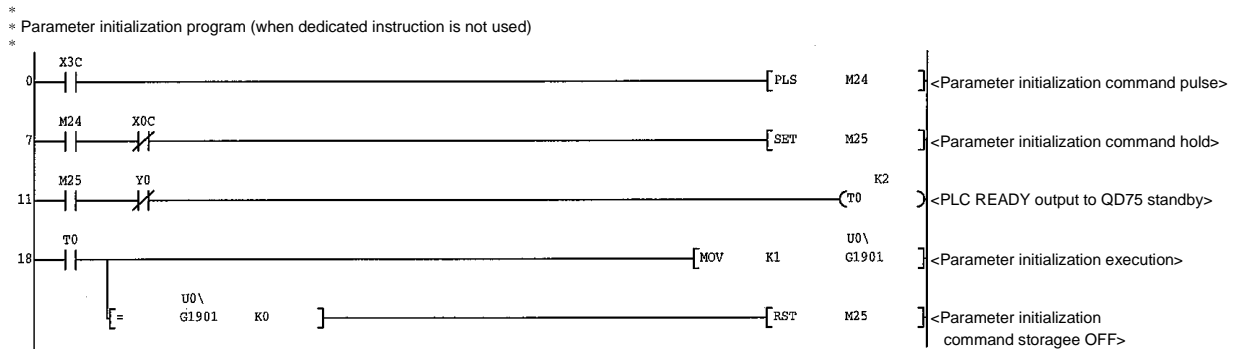 *
* Parameter initialization program (when dedicated instruction is not used)
*
X3C
0 [PLS M24 ] <Parameter initialization command pulse>
M24 X0C
7 [SET M25 ] <Parameter initialization command hold>
M25 Y0 K2
11 (T0 ) <PLC READY output to QD75 standby>
T0 U0\
18 [MOV K1 G1901 ] <Parameter initialization execution>
U0\
[= G1901 K0 ] [RST M25 ] <Parameter initialization
command storagee OFF>